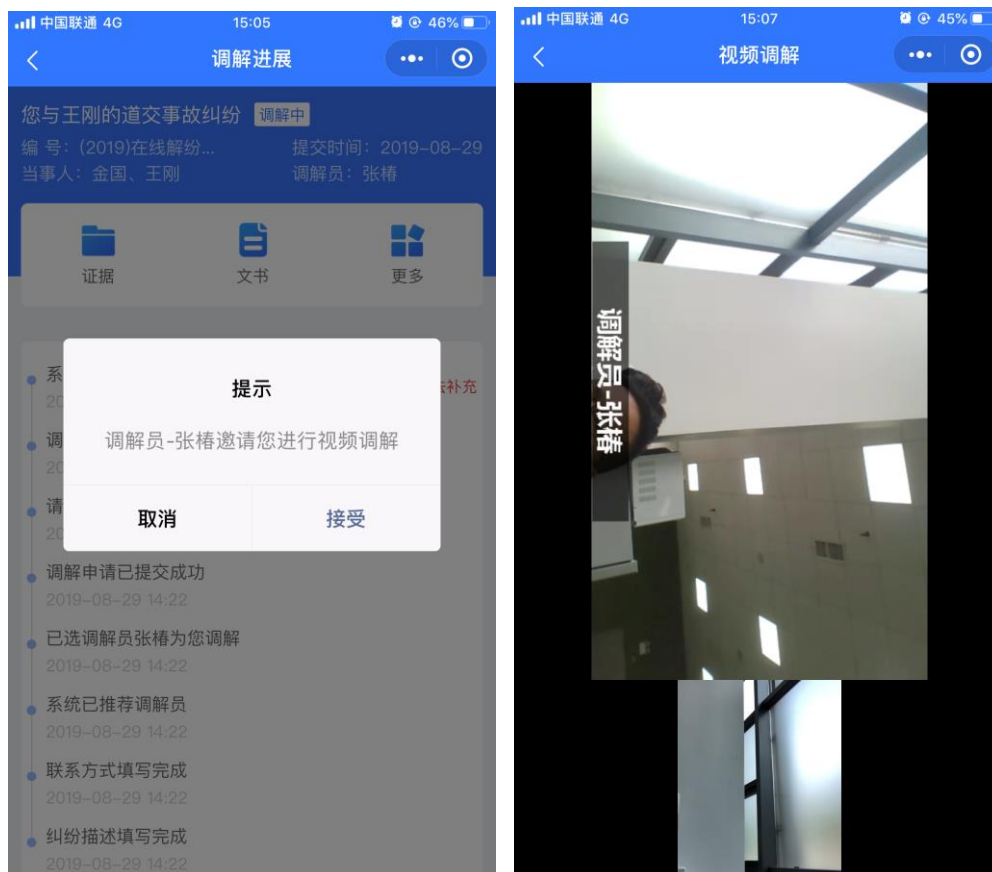 中国联通 4G 15:05 46%
调解进展
您与王刚的道交事故纠纷 调解中
编 号：(2019)在线解纷... 提交时间：2019-08-29
当事人：金国、王刚 调解员：张椿
证据 文书 更多
系
去补充
20
提示
调
调解员-张椿邀请您进行视频调解
20
请
取消 接受
20
调解申请已提交成功
2019-08-29 14:22
已选调解员张椿为您调解
2019-08-29 14:22
系统已推荐调解员
2019-08-29 14:22
联系方式填写完成
2019-08-29 14:22
纠纷描述填写完成
2019-08-29 14:22
中国联通 4G 15:07 45%
视频调解
调解员-张椿